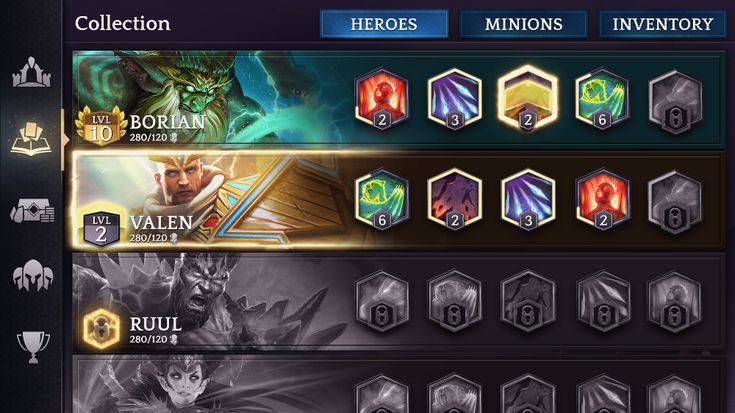 Collection
HEROES
MINIONS
INVENTORY
LVL
10
BORIAN
280/120
2
3
2
6
LVL
2
VALEN
280/120
6
2
3
2
RUUL
280/120